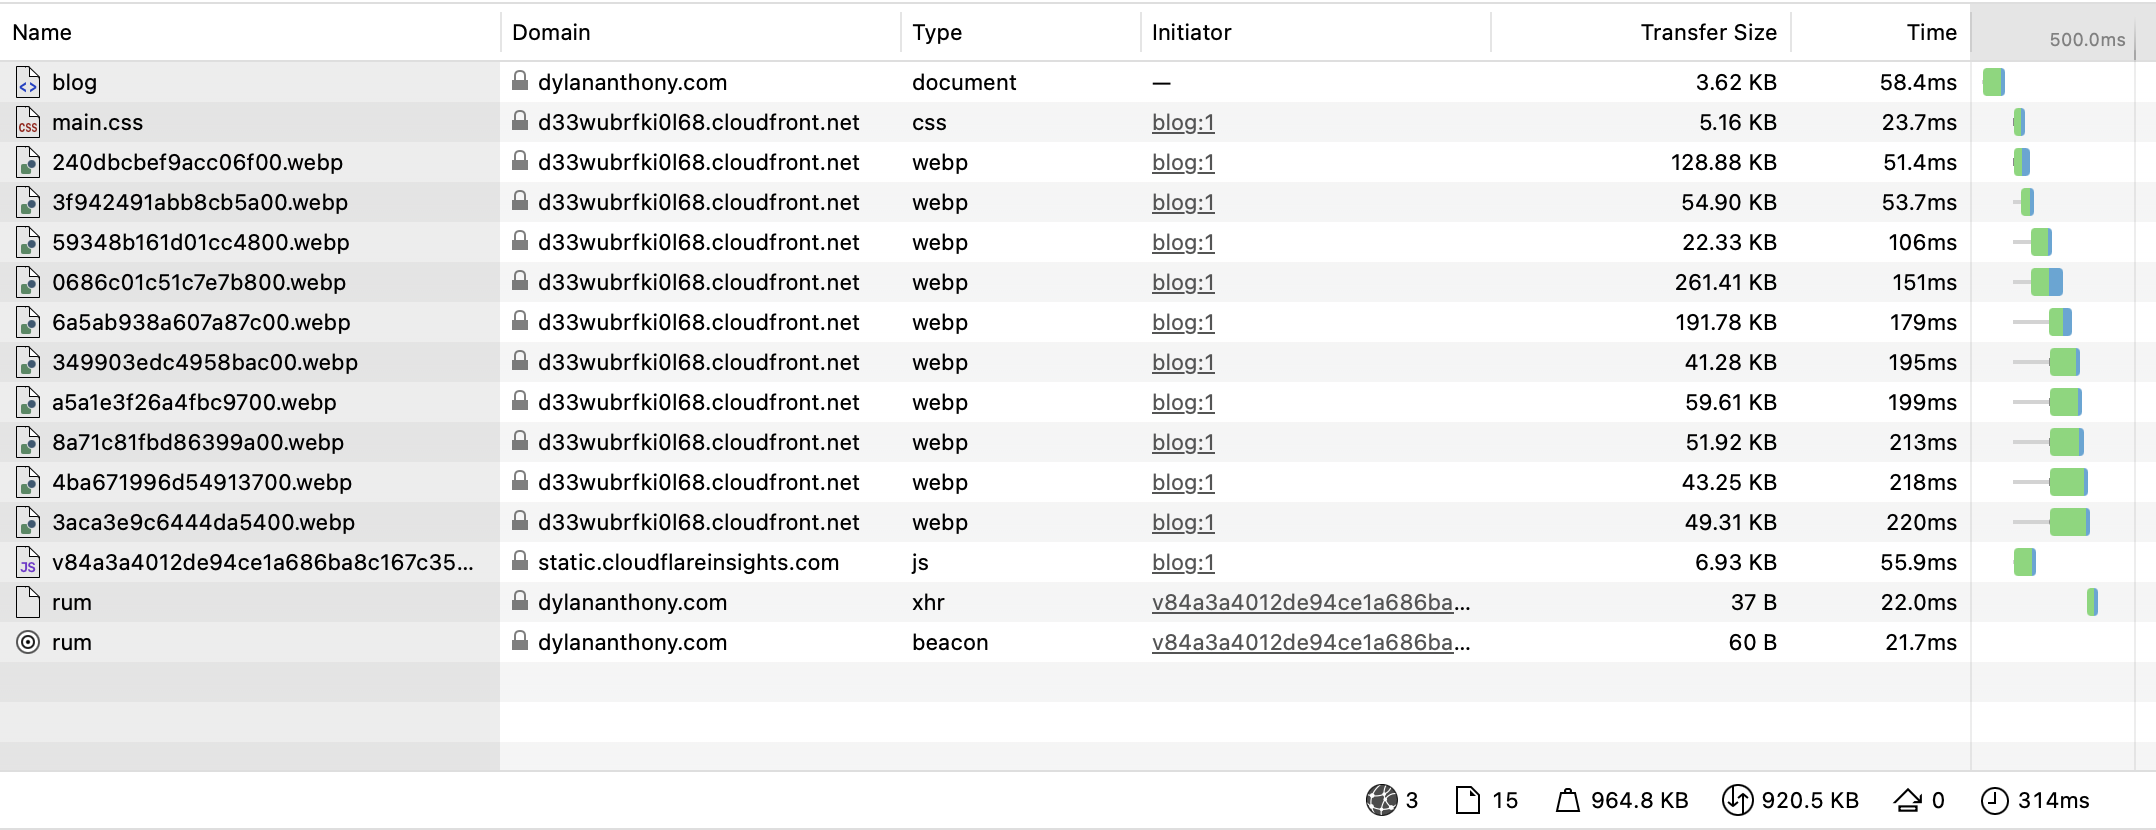 Name Domain Type Initiator Transfer Size Time 500.0ms
blog dylananthony.com document — 3.62 KB 58.4ms
main.css d33wubrfki0l68.cloudfront.net css blog:1 5.16 KB 23.7ms
240dbcbef9acc06f00.webp d33wubrfki0l68.cloudfront.net webp blog:1 128.88 KB 51.4ms
3f942491abb8cb5a00.webp d33wubrfki0l68.cloudfront.net webp blog:1 54.90 KB 53.7ms
59348b161d01cc4800.webp d33wubrfki0l68.cloudfront.net webp blog:1 22.33 KB 106ms
0686c01c51c7e7b800.webp d33wubrfki0l68.cloudfront.net webp blog:1 261.41 KB 151ms
6a5ab938a607a87c00.webp d33wubrfki0l68.cloudfront.net webp blog:1 191.78 KB 179ms
349903edc4958bac00.webp d33wubrfki0l68.cloudfront.net webp blog:1 41.28 KB 195ms
a5a1e3f26a4fbc9700.webp d33wubrfki0l68.cloudfront.net webp blog:1 59.61 KB 199ms
8a71c81fbd86399a00.webp d33wubrfki0l68.cloudfront.net webp blog:1 51.92 KB 213ms
4ba671996d54913700.webp d33wubrfki0l68.cloudfront.net webp blog:1 43.25 KB 218ms
3aca3e9c6444da5400.webp d33wubrfki0l68.cloudfront.net webp blog:1 49.31 KB 220ms
JS v84a3a4012de94ce1a686ba8c167c35... static.cloudflareinsights.com js blog:1 6.93 KB 55.9ms
rum dylananthony.com xhr v84a3a4012de94ce1a686ba... 37 B 22.0ms
rum dylananthony.com beacon v84a3a4012de94ce1a686ba... 60 B 21.7ms
3 15 964.8 KB 920.5 KB 0 314ms